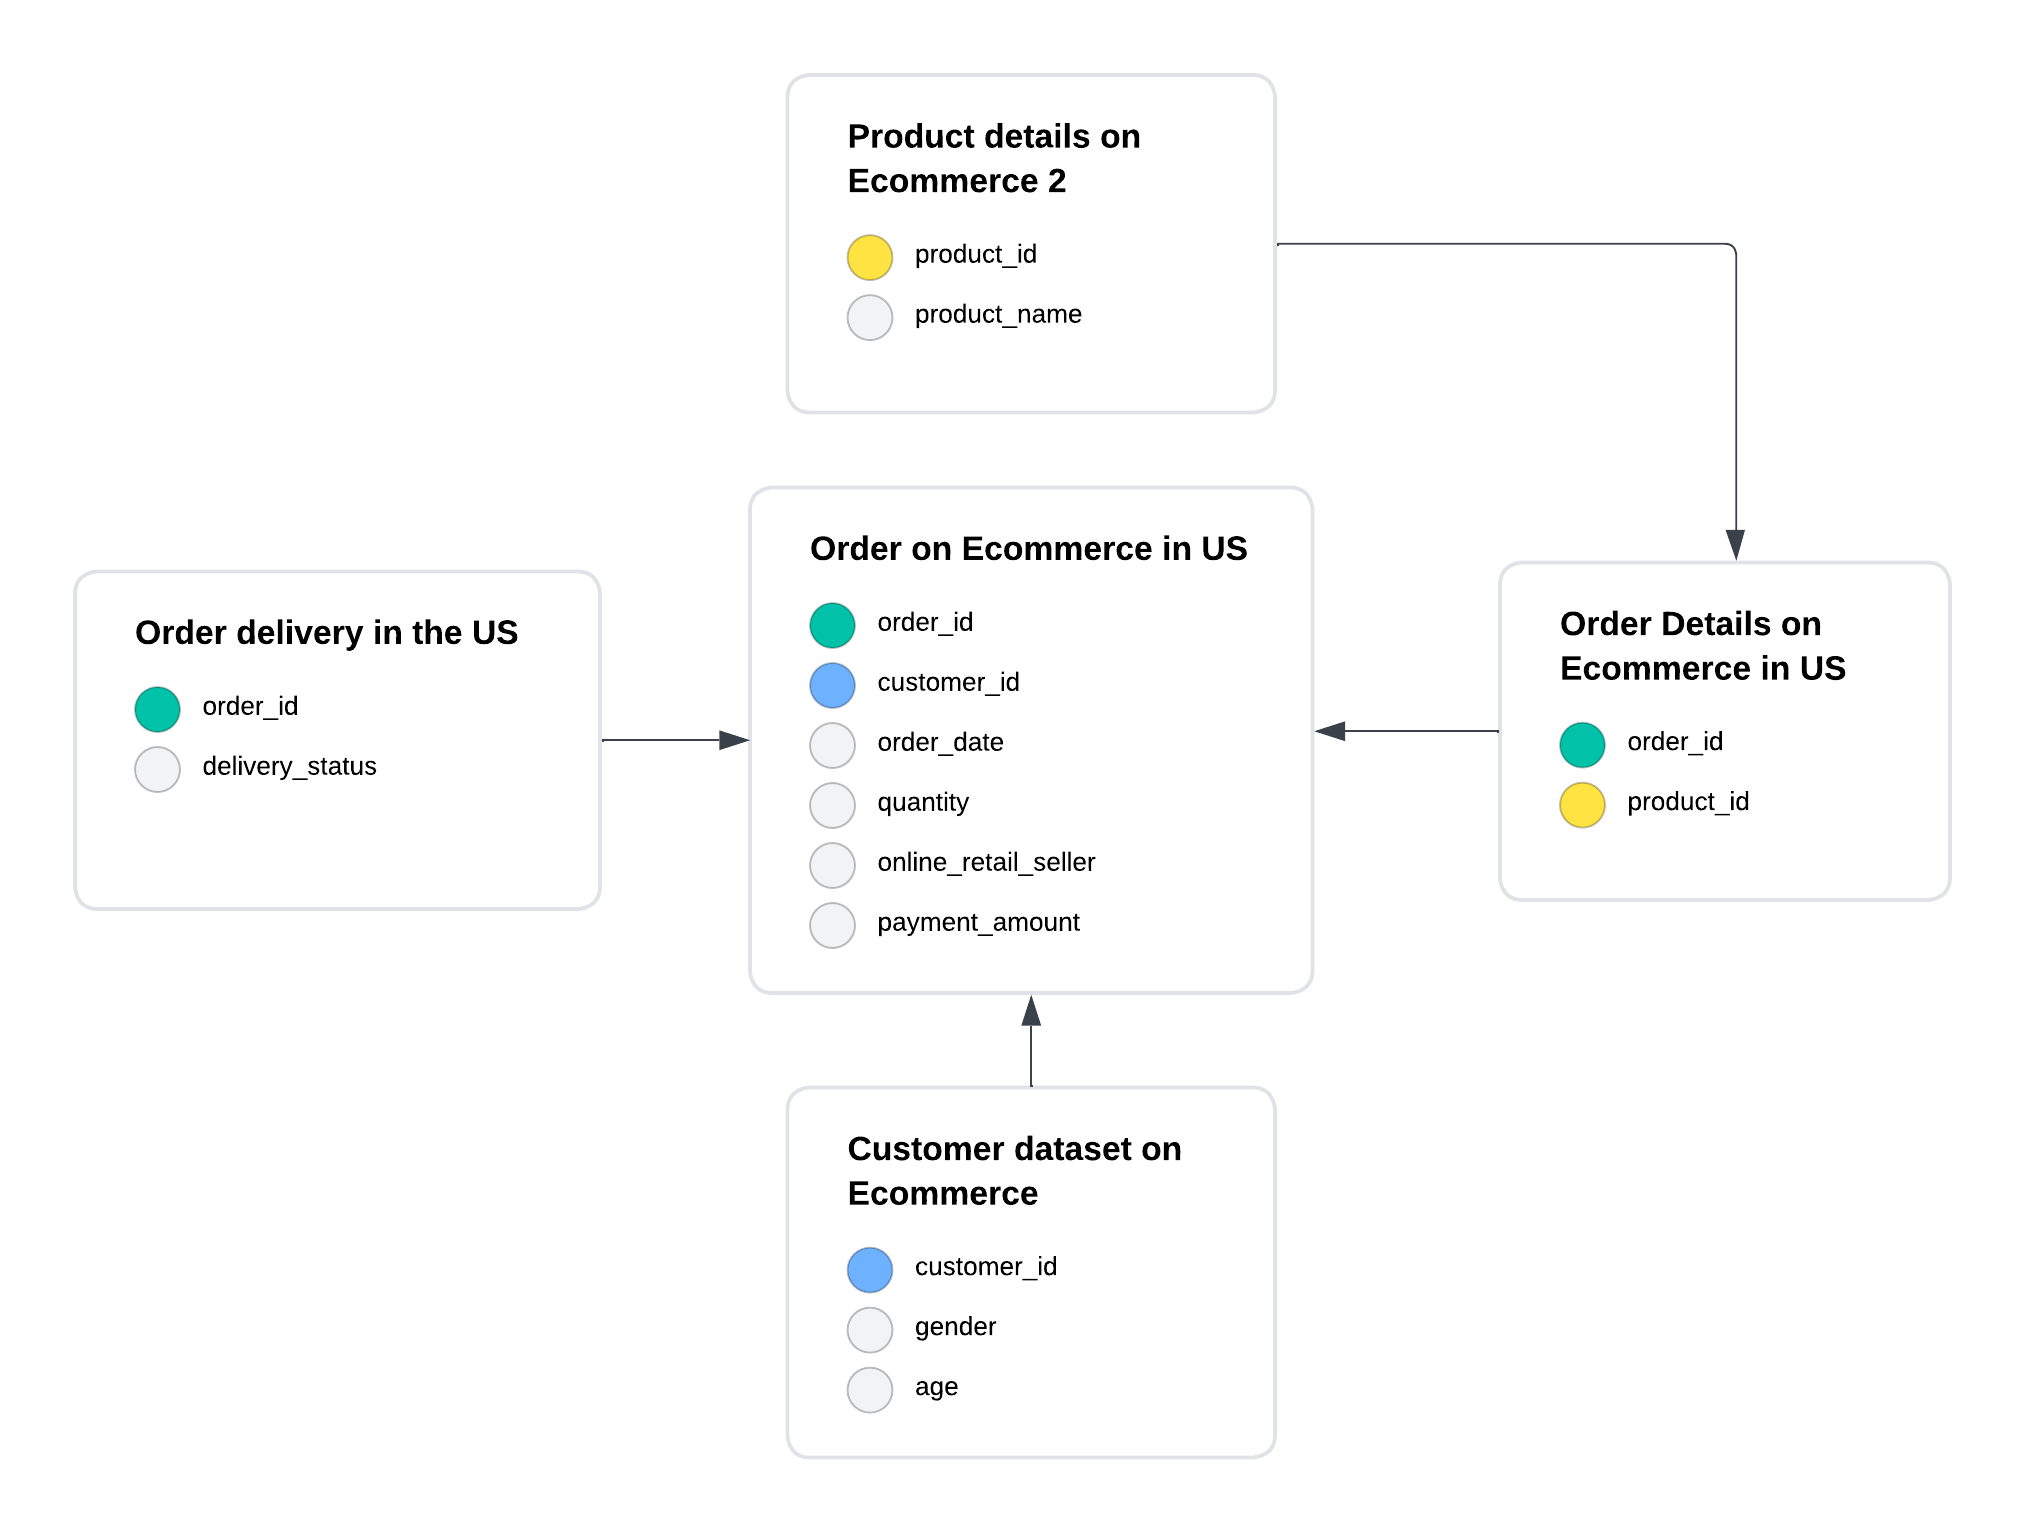 Product details on
Ecommerce 2
product_id
product_name
Order on Ecommerce in US
order_id
customer_id
order_date
quantity
online_retail_seller
payment_amount
Order delivery in the US
order_id
delivery_status
Order Details on
Ecommerce in US
order_id
product_id
Customer dataset on
Ecommerce
customer_id
gender
age